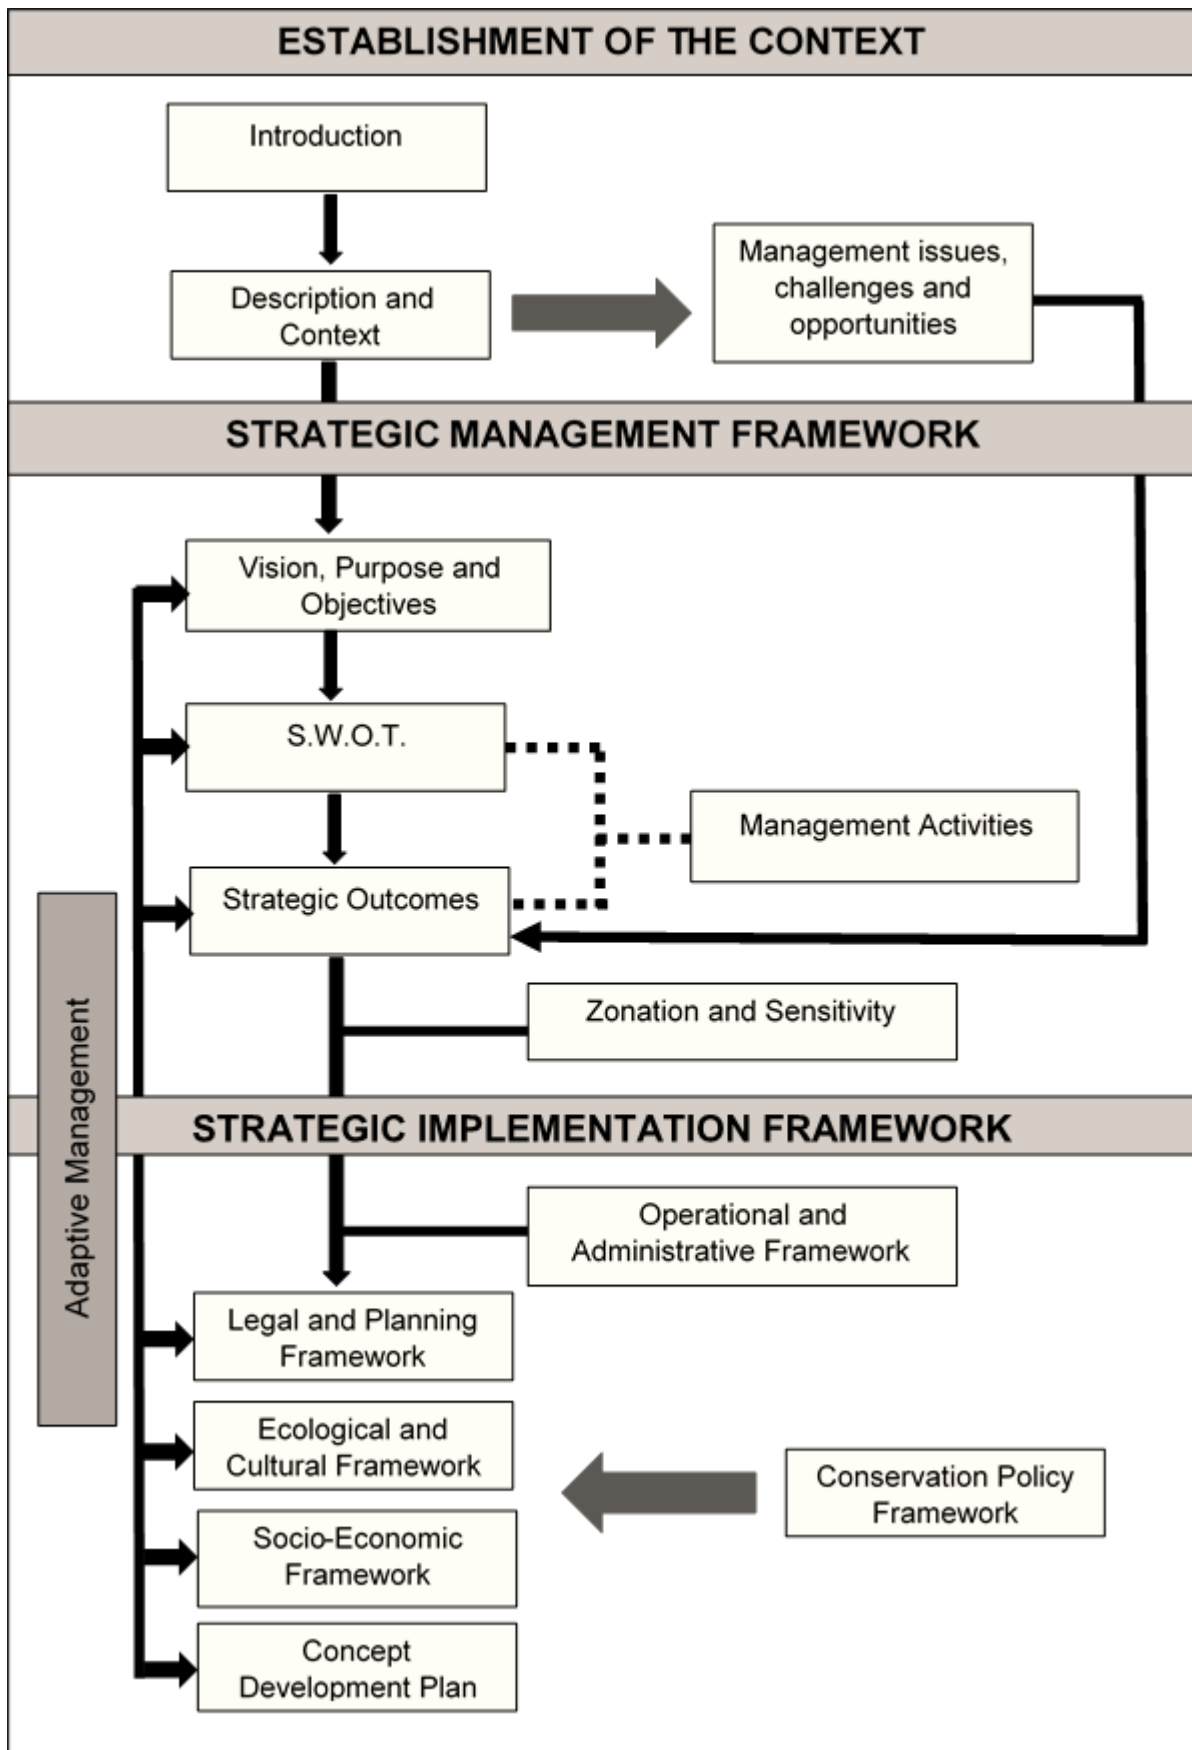 ESTABLISHMENT OF THE CONTEXT
Introduction
Description and
Context
Management issues,
challenges and
opportunities
STRATEGIC MANAGEMENT FRAMEWORK
Vision, Purpose and
Objectives
S.W.O.T.
Management Activities
Strategic Outcomes
Zonation and Sensitivity
Adaptive Management
STRATEGIC IMPLEMENTATION FRAMEWORK
Operational and
Administrative Framework
Legal and Planning
Framework
Ecological and
Cultural Framework
Conservation Policy
Framework
Socio-Economic
Framework
Concept
Development Plan